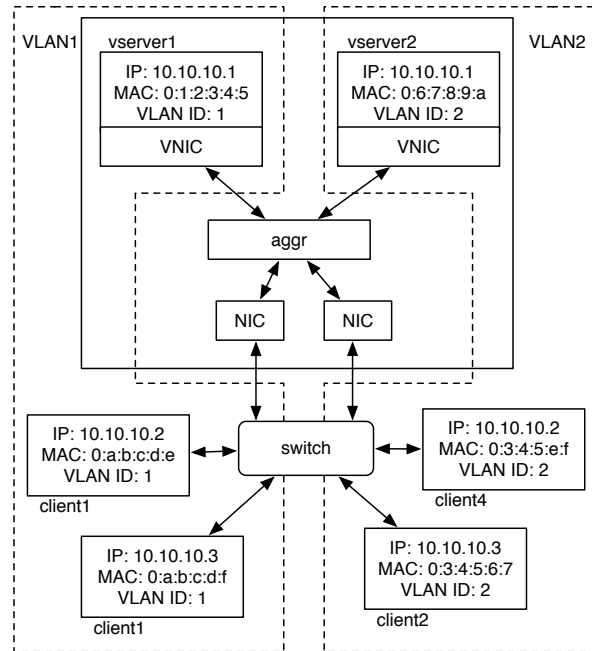 VLAN1
vserver1
vserver2
VLAN2
IP: 10.10.10.1
MAC: 0:1:2:3:4:5
VLAN ID: 1
VNIC
IP: 10.10.10.1
MAC: 0:6:7:8:9:a
VLAN ID: 2
VNIC
aggr
NIC
NIC
switch
IP: 10.10.10.2
MAC: 0:a:b:c:d:e
VLAN ID: 1
client1
IP: 10.10.10.2
MAC: 0:3:4:5:e:f
VLAN ID: 2
client4
IP: 10.10.10.3
MAC: 0:a:b:c:d:f
VLAN ID: 1
client1
IP: 10.10.10.3
MAC: 0:3:4:5:6:7
VLAN ID: 2
client2